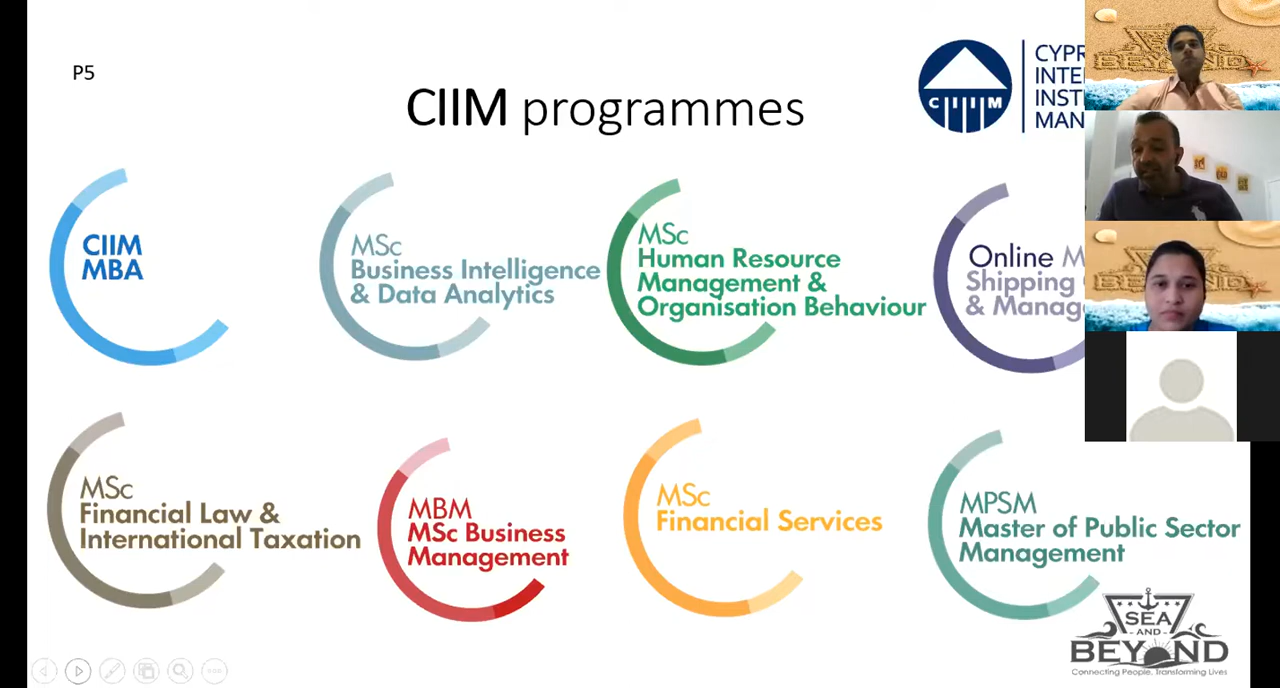 P5
CIIM programmes
CIIM
CYPR
INTE
INST
MAN
CIIM
MBA
MSc
Business Intelligence
& Data Analytics
MSc
Human Resource
Management &
Organisation Behaviour
Online M
Shipping
& Manag
MSc
Financial Law &
International Taxation
MBM
MSc Business
Management
MSc
Financial Services
MPSM
Master of Public Sector
Management
SEA
AND
BEYOND
Connecting People, Transforming Lives
BEYOND
BEYOND